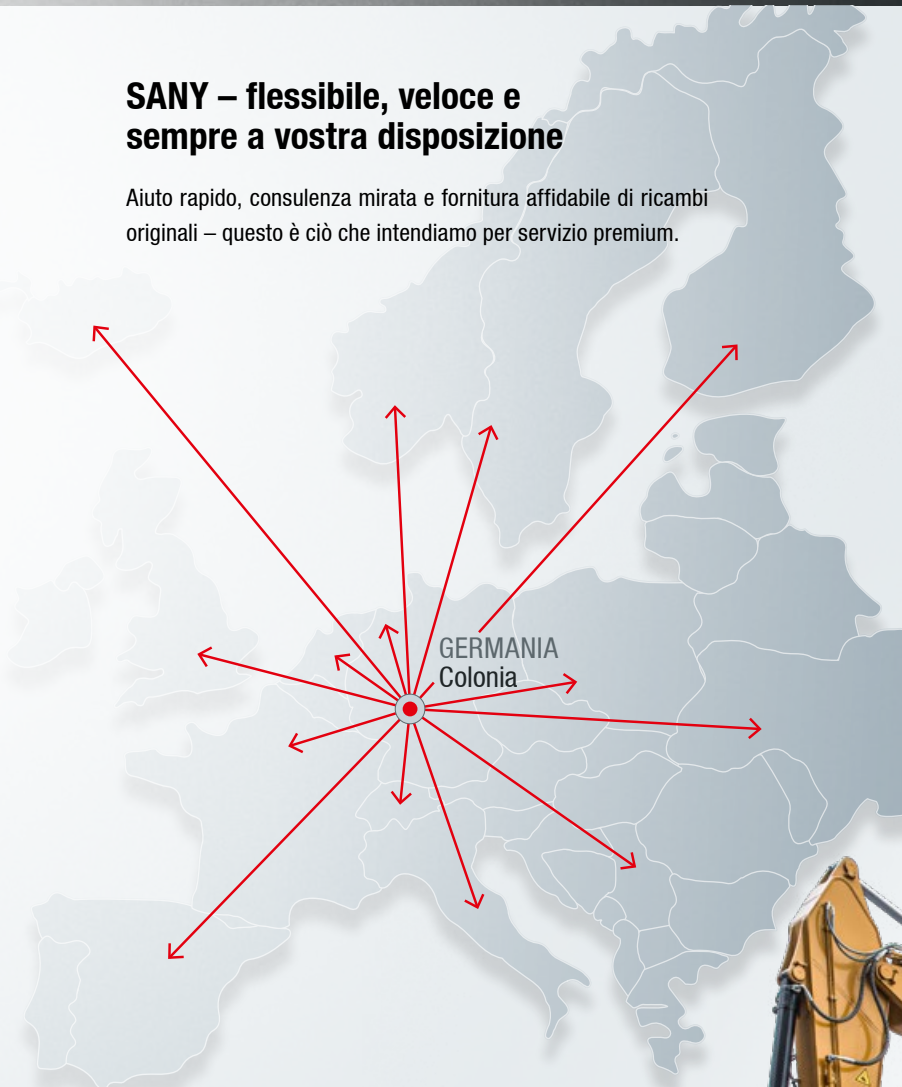 SANY – flessibile, veloce e
sempre a vostra disposizione
Aiuto rapido, consulenza mirata e fornitura affidabile di ricambi
originali – questo è ciò che intendiamo per servizio premium.
GERMANIA
Colonia